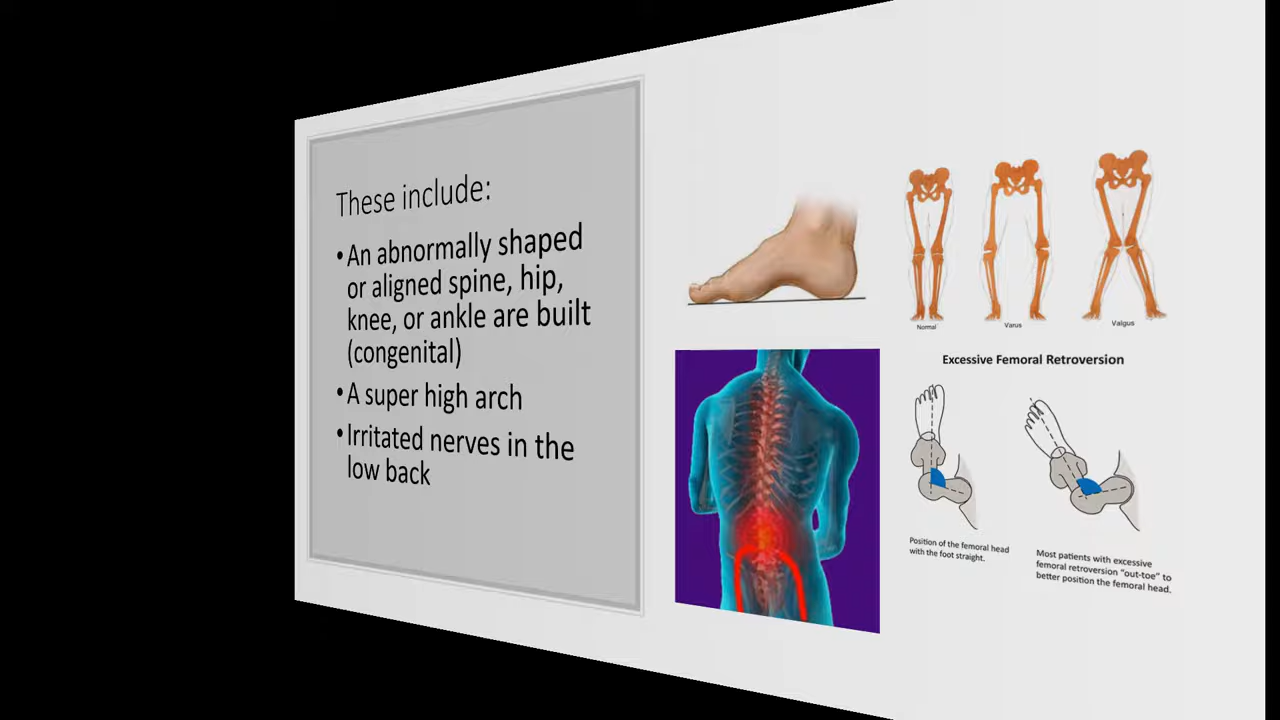 These include:
•An abnormally shaped
or aligned spine, hip,
knee, or ankle are built
(congenital)
•A super high arch
•Irritated nerves in the
low back
Normal
Varus
Valgus
Excessive Femoral Retroversion
Position of the femoral head
with the foot straight.
Most patients with excessive
femoral retroversion "out-toe" to
better position the femoral head.